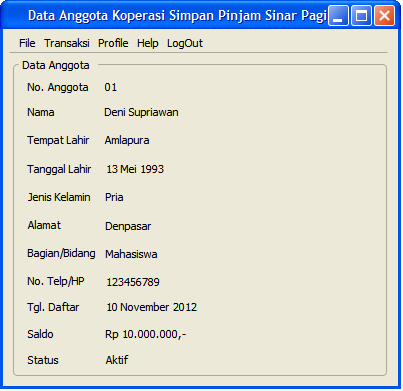 Data Anggota Koperasi Simpan Pinjam Sinar Pagi
File Transaksi Profile Help LogOut
Data Anggota
No. Anggota 01
Nama Deni Supriawan
Tempat Lahir Amlapura
Tanggal Lahir 13 Mei 1993
Jenis Kelamin Pria
Alamat Denpasar
Bagian/Bidang Mahasiswa
No. Telp/HP 123456789
Tgl. Daftar 10 November 2012
Saldo Rp 10.000.000,-
Status Aktif